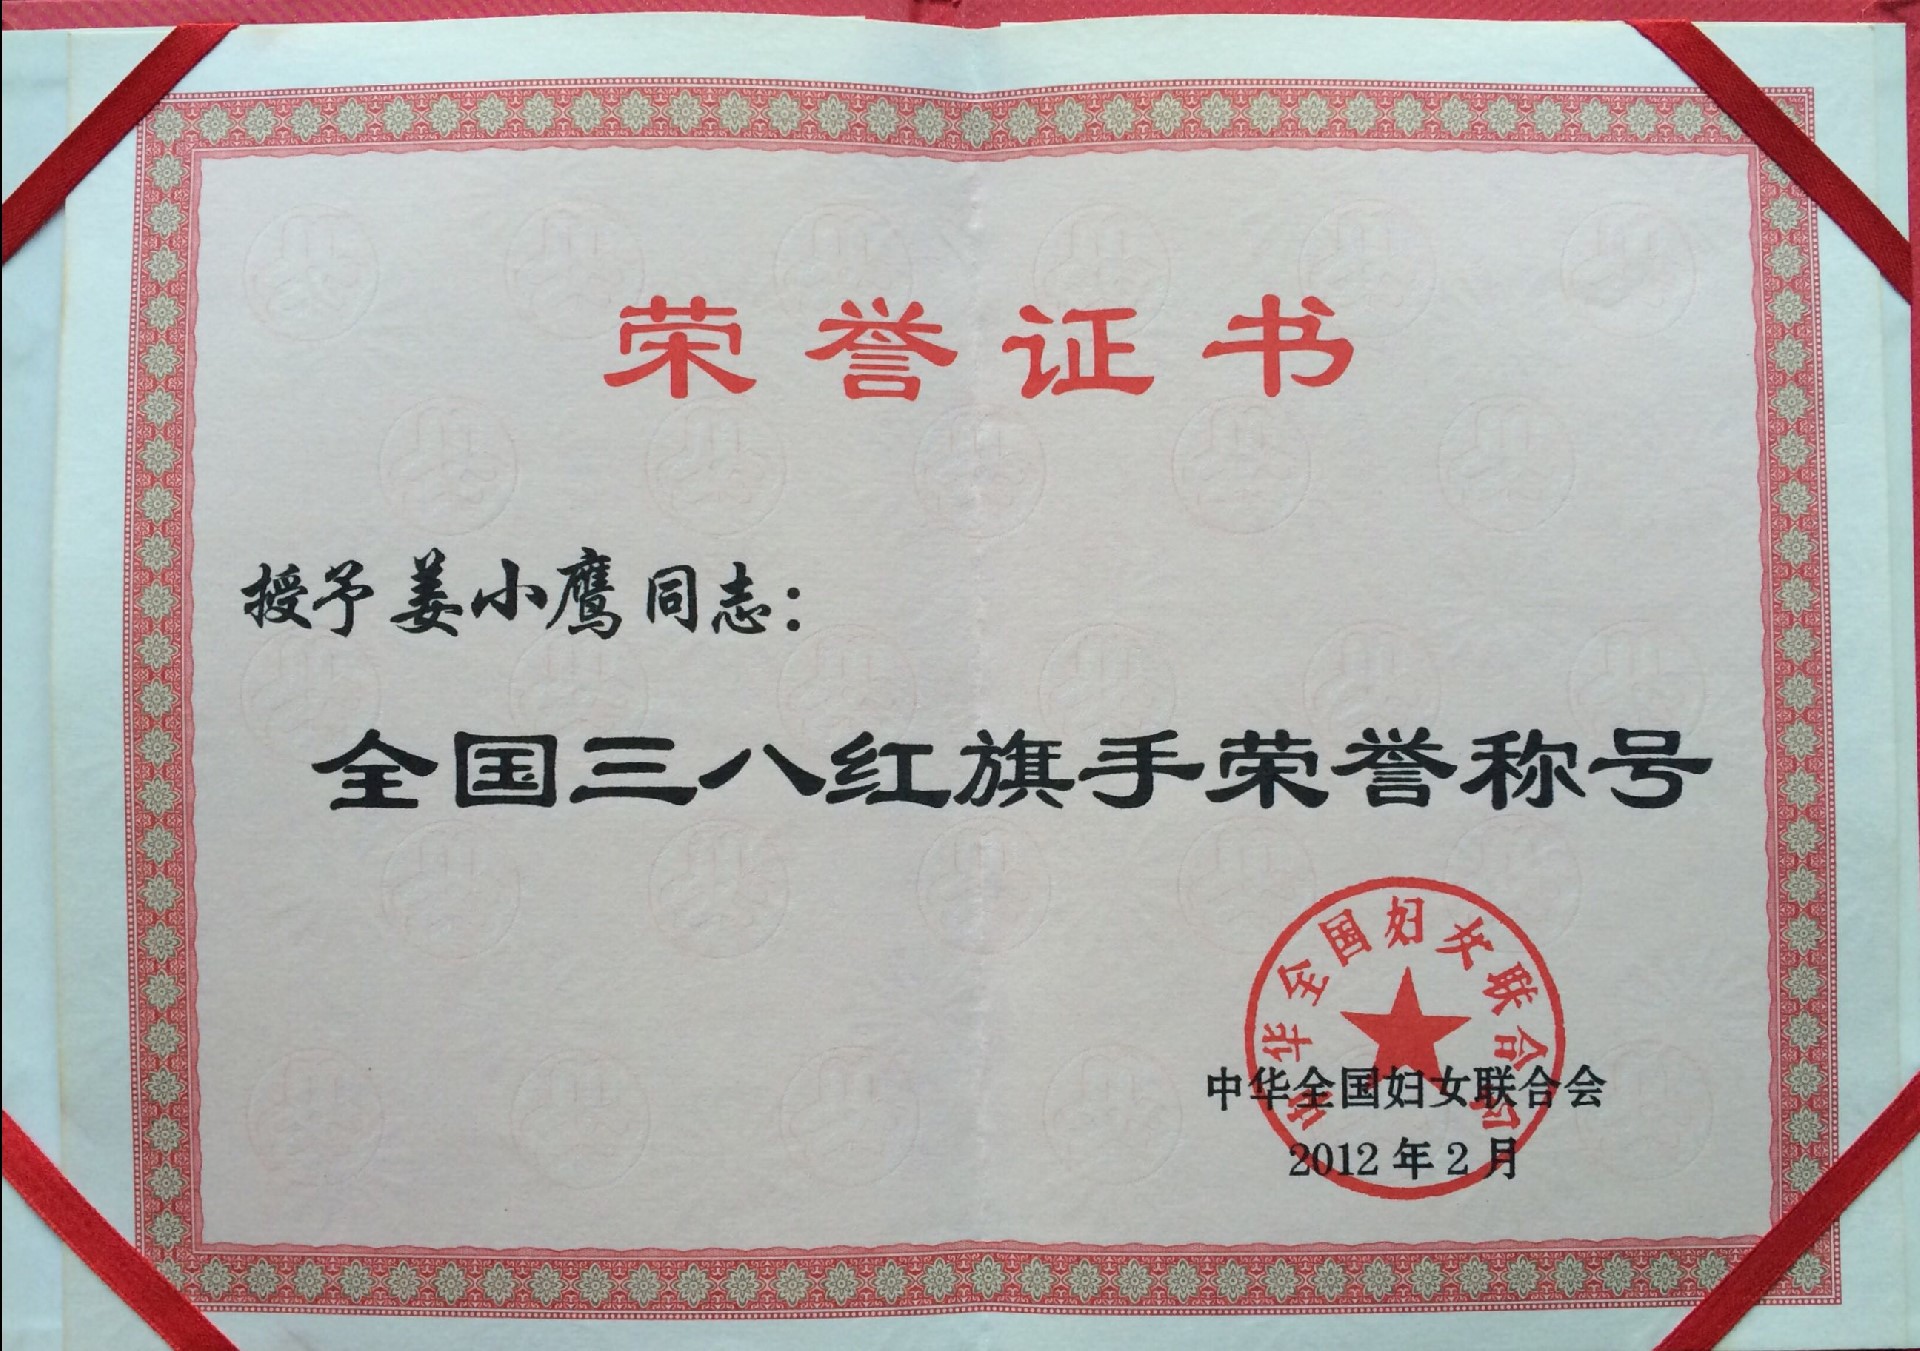 荣誉证书
授予姜小鹰同志：
全国三八红旗手荣誉称号
中华全国妇女联合会
中华全国妇女联合会
2012年2月